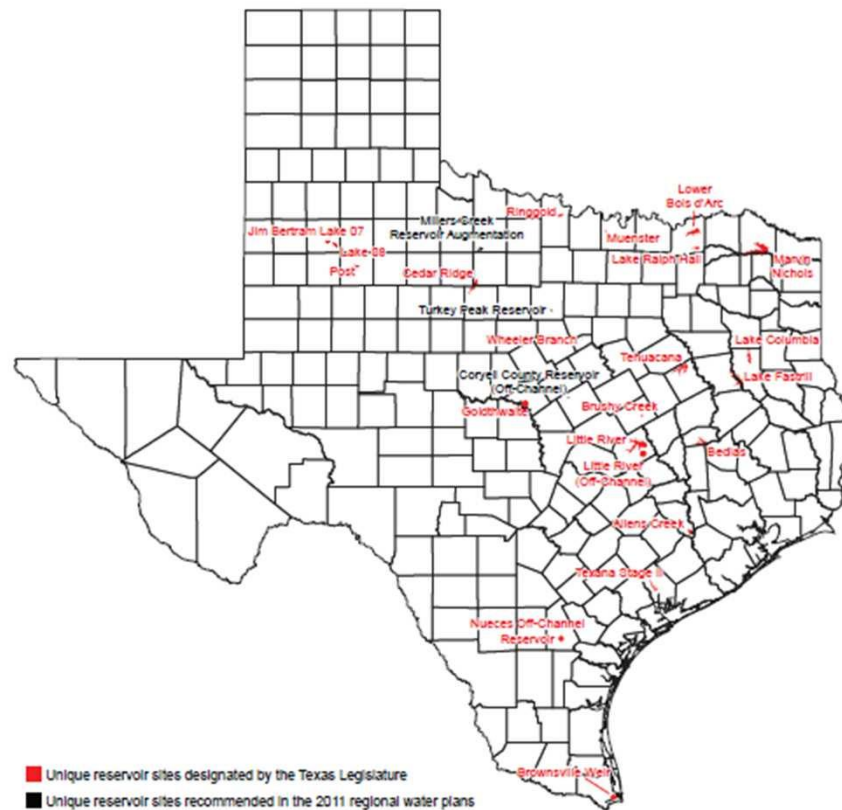 Lower
Bois d'Arc
Ringgold
Millers Creek
Reservoir Augmentation
Jim Bertram Lake 07
Muenster
Lake 08
Lake Ralph Hall
Marvin
Nichols
Post
Cedar Ridge
Turkey Peak Reservoir
Wheeler Branch
Lake Columbia
Tehuacana
Coryell County Reservoir
(Off-Channel)
Lake Fastrill
Goldthwaite
Brushy Creek
Little River
Bedias
Little River
(Off-Channel)
Allens Creek
Texana Stage II
Nueces Off-Channel
Reservoir
Brownsville Weir
Unique reservoir sites designated by the Texas Legislature
Unique reservoir sites recommended in the 2011 regional water plans